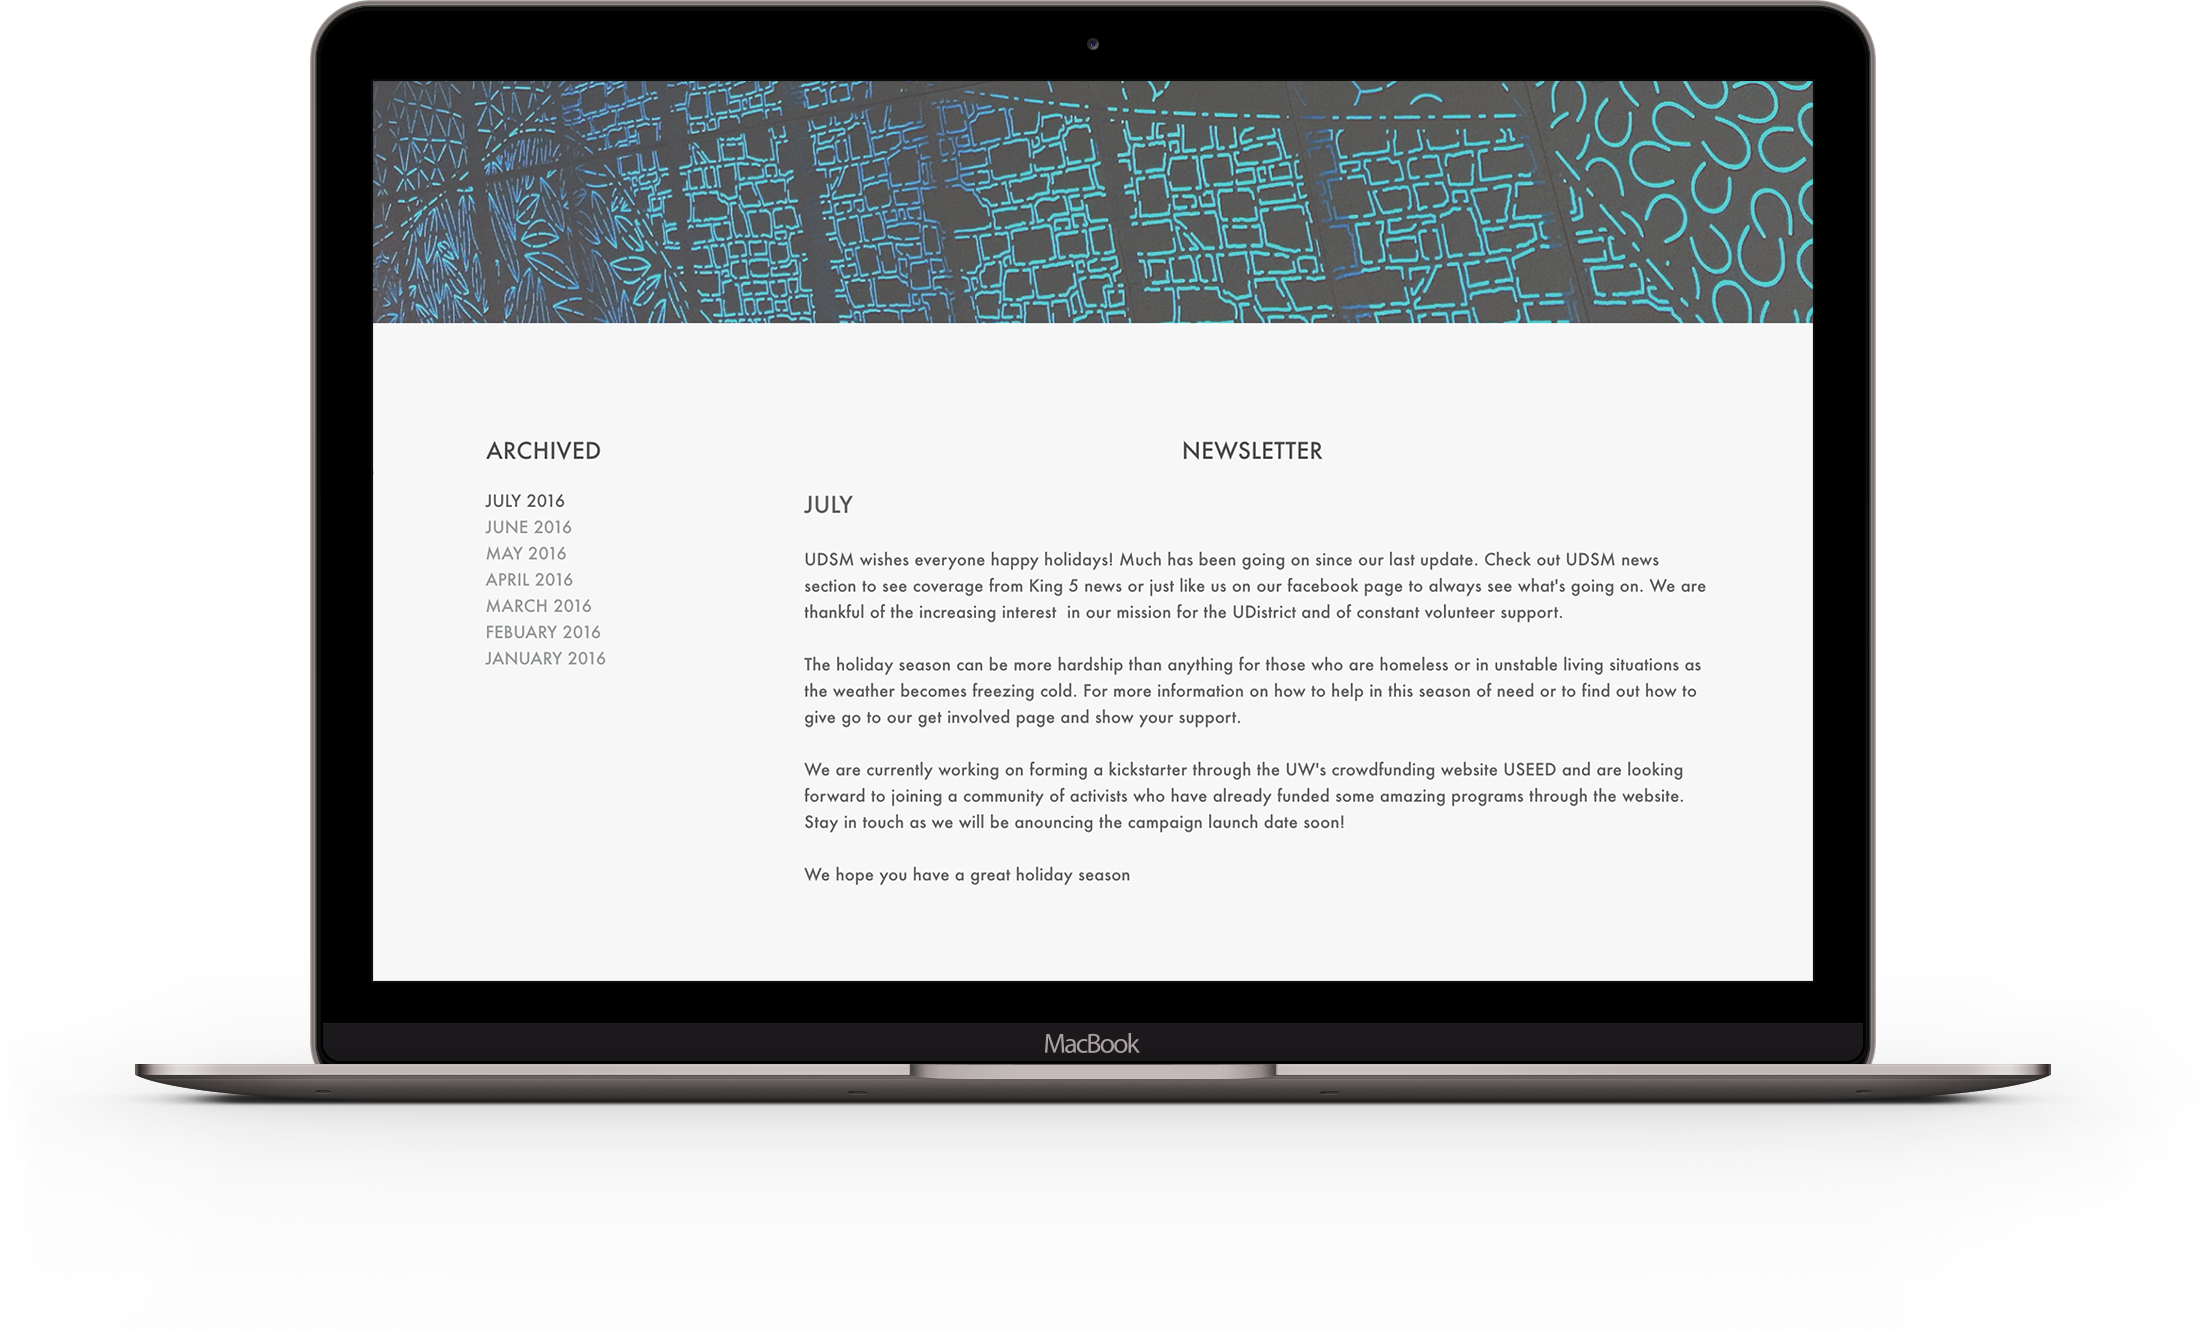 ARCHIVED
JULY 2016
JUNE 2016
MAY 2016
APRIL 2016
MARCH 2016
FEBUARY 2016
JANUARY 2016
NEWSLETTER
JULY
UDSM wishes everyone happy holidays! Much has been going on since our last update. Check out UDSM news
section to see coverage from King 5 news or just like us on our facebook page to always see what's going on. We are
thankful of the increasing interest  in our mission for the UDistrict and of constant volunteer support.
The holiday season can be more hardship than anything for those who are homeless or in unstable living situations as
the weather becomes freezing cold. For more information on how to help in this season of need or to find out how to
give go to our get involved page and show your support.
We are currently working on forming a kickstarter through the UW's crowdfunding website USEED and are looking
forward to joining a community of activists who have already funded some amazing programs through the website.
Stay in touch as we will be anouncing the campaign launch date soon!
We hope you have a great holiday season
MacBook